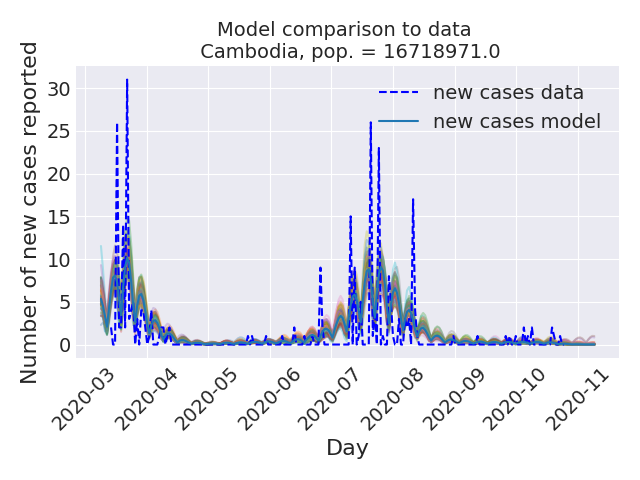 Model comparison to data
Cambodia, pop. = 16718971.0
Number of new cases reported
30
25
20
15
10
5
0
new cases data
new cases model
2020-03
2020-04
2020-05
2020-06
2020-07
2020-08
2020-09
2020-10
2020-11
Day